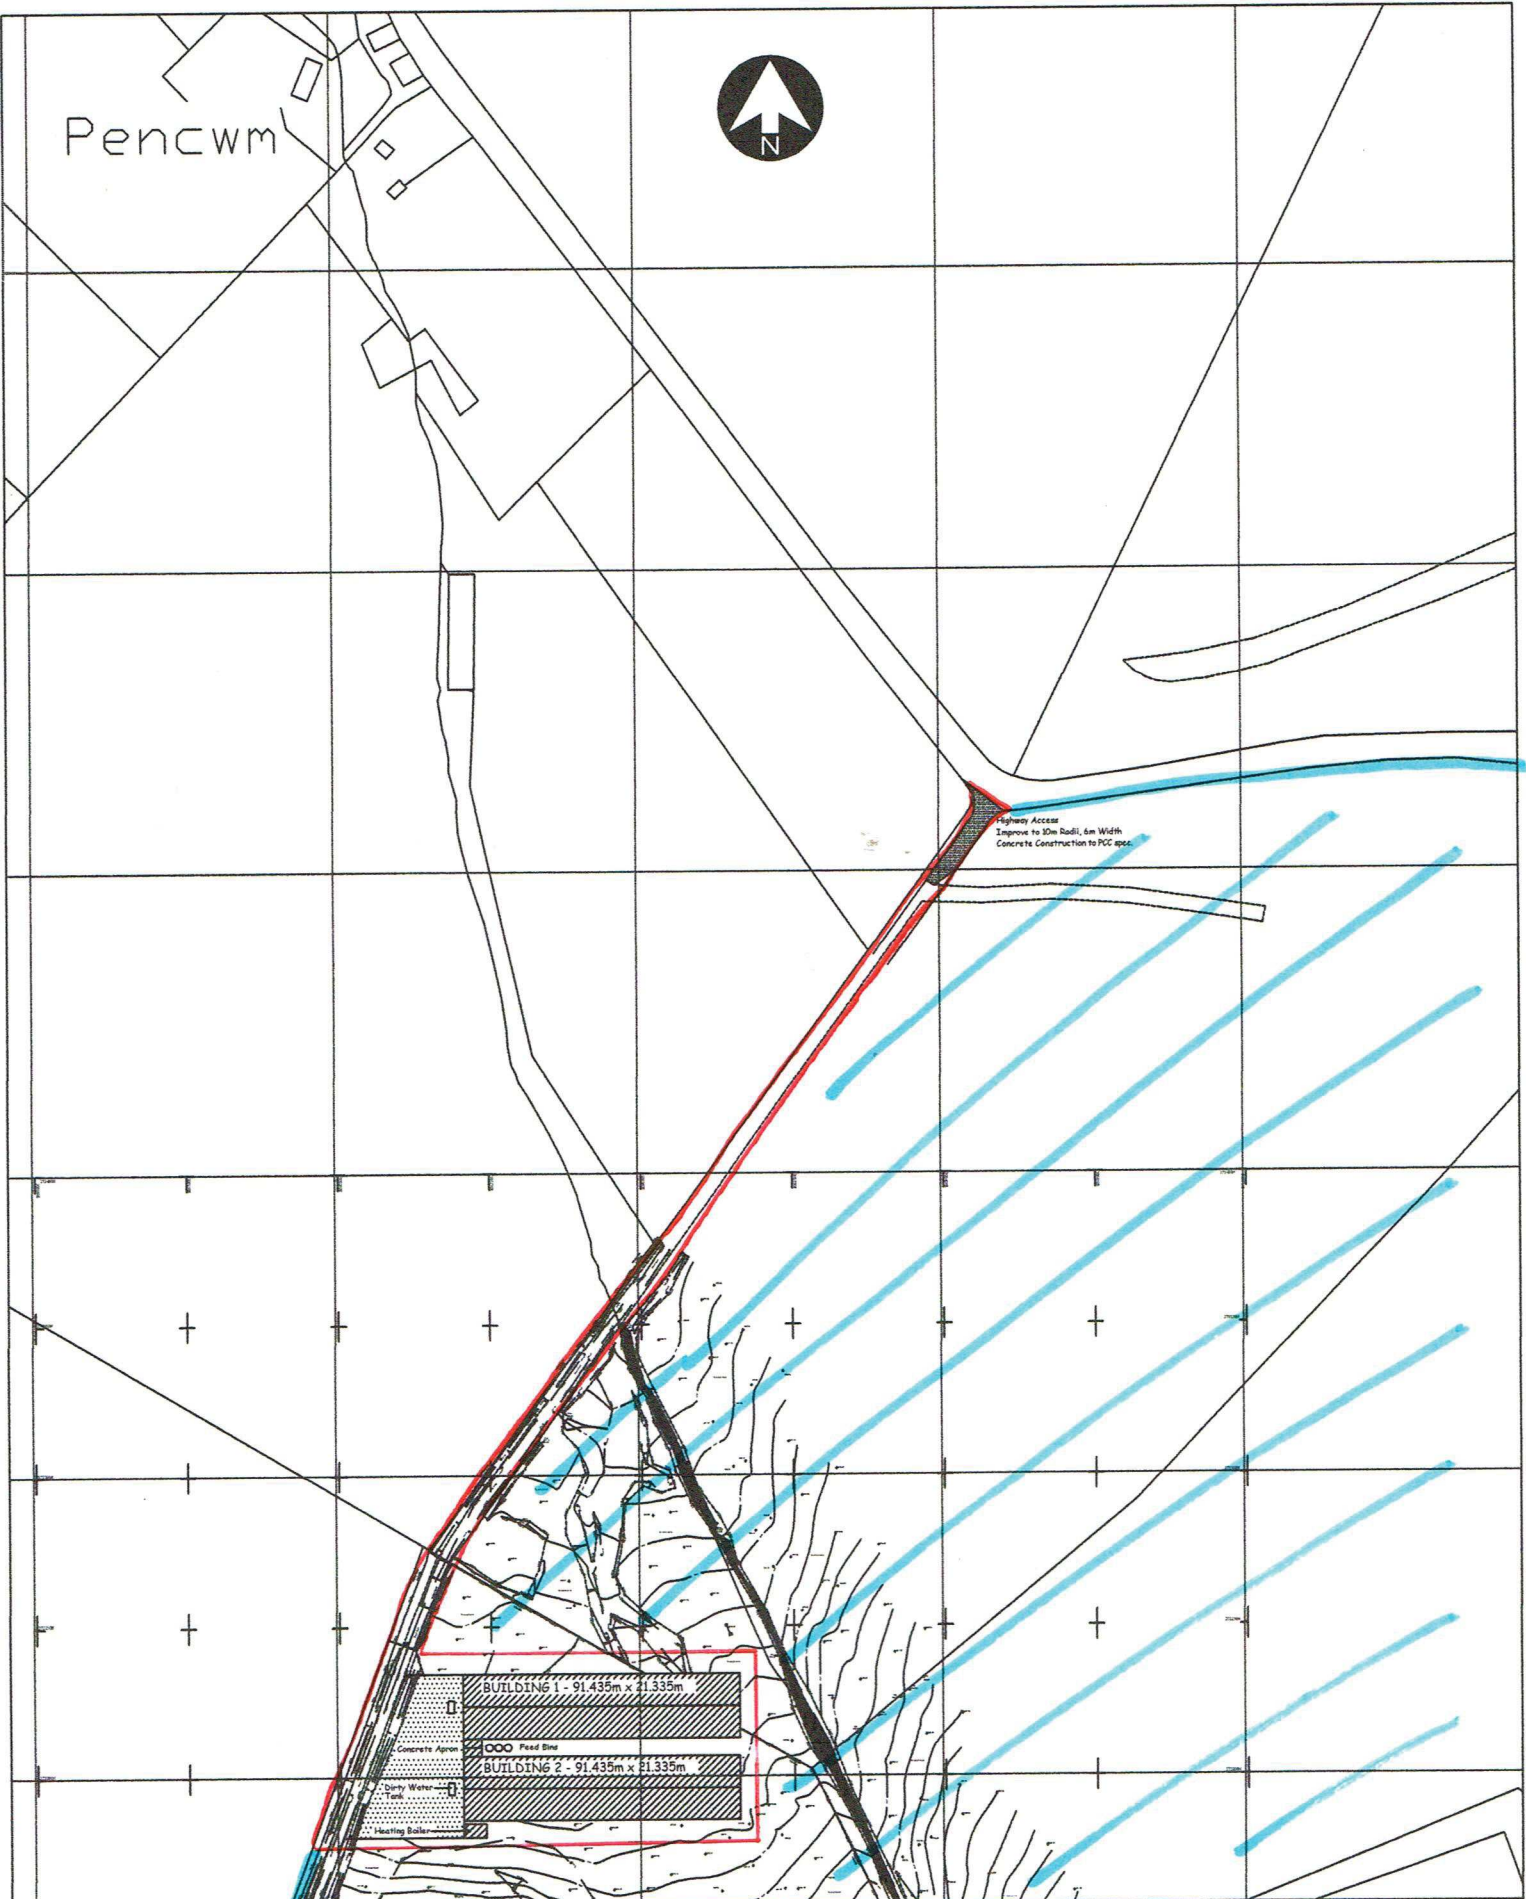 Pencwm
N
Highway Access
Improve to 10m Radii, 6m Width
Concrete Construction to PCC spec.
BUILDING 1 - 91.435m x 21.335m
Concrete Apron
Feed Bins
BUILDING 2 - 91.435m x 21.335m
Dirty Water
Tank
Heating Boiler